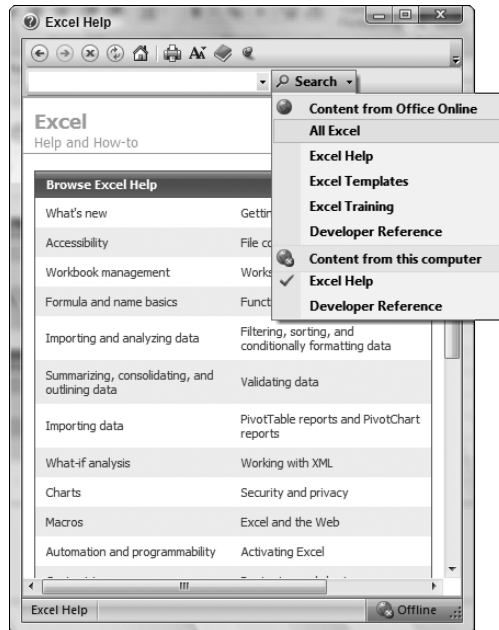 Excel Help
Search
Content from Office Online
All Excel
Excel Help
Excel Templates
Excel Training
Developer Reference
Content from this computer
Excel Help
Developer Reference
Excel
Help and How-to
Browse Excel Help
What's new
Accessibility
Workbook management
Formula and name basics
Importing and analyzing data
Filtering, sorting, and
conditionally formatting data
Summarizing, consolidating, and
outlining data
Validating data
Importing data
PivotTable reports and PivotChart
reports
What-if analysis
Working with XML
Charts
Security and privacy
Macros
Excel and the Web
Automation and programmability
Activating Excel
Excel Help
Offline